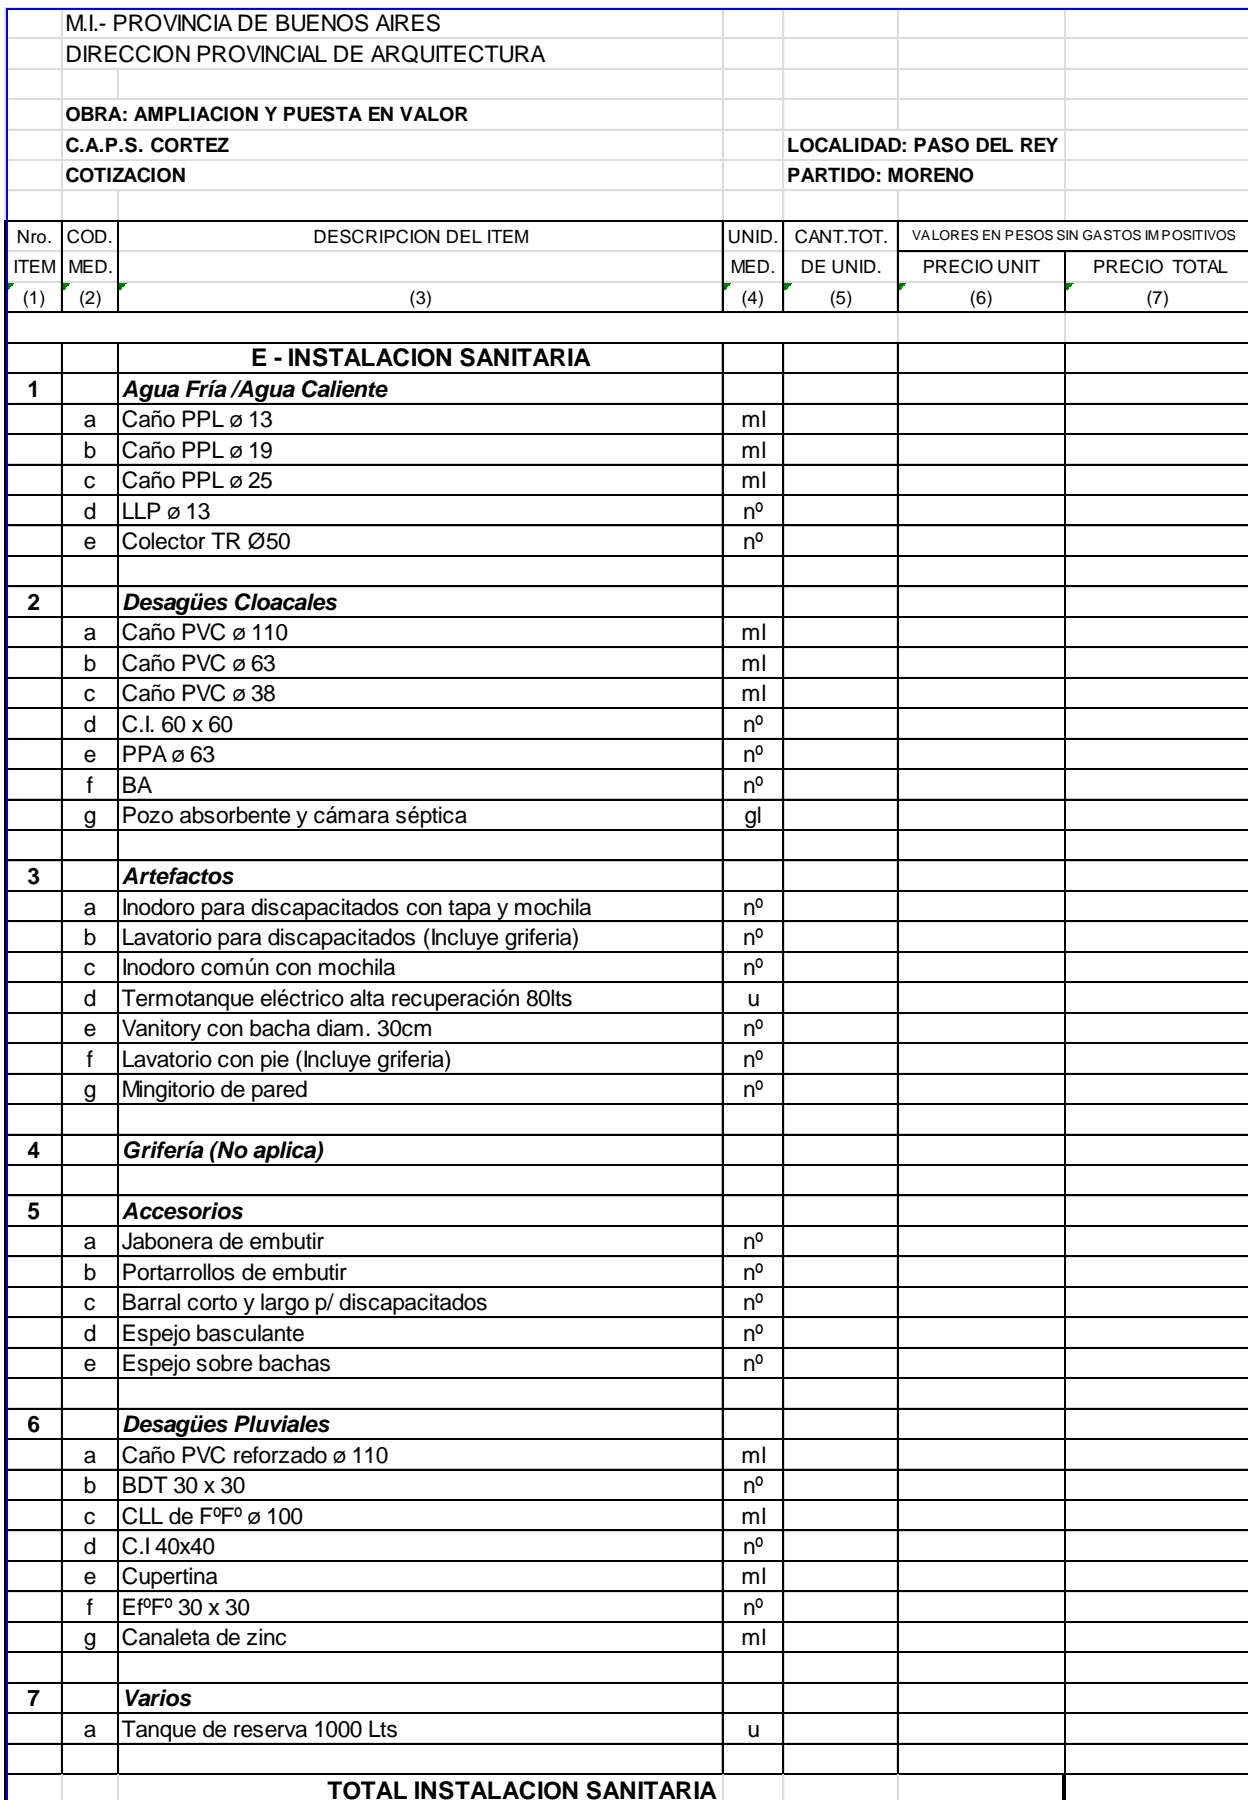 M.I.- PROVINCIA DE BUENOS AIRES
DIRECCION PROVINCIAL DE ARQUITECTURA
OBRA: AMPLIACION Y PUESTA EN VALOR
C.A.P.S. CORTEZ LOCALIDAD: PASO DEL REY
COTIZACION PARTIDO: MORENO
Nro. COD. DESCRIPCION DEL ITEM UNID. CANT.TOT. VALORES EN PESOS SIN GASTOS IMPOSITIVOS
ITEM MED. MED. DE UNID. PRECIO UNIT PRECIO TOTAL
(1) (2) (3) (4) (5) (6) (7)
E - INSTALACION SANITARIA
1 Agua Fría /Agua Caliente
a Caño PPL ø 13 ml
b Caño PPL ø 19 ml
c Caño PPL ø 25 ml
d LLP ø 13 nº
e Colector TR Ø50 nº
2 Desagües Cloacales
a Caño PVC ø 110 ml
b Caño PVC ø 63 ml
c Caño PVC ø 38 ml
d C.I. 60 x 60 nº
e PPA ø 63 nº
f BA nº
g Pozo absorbente y cámara séptica gl
3 Artefactos
a Inodoro para discapacitados con tapa y mochila nº
b Lavatorio para discapacitados (Incluye griferia) nº
c Inodoro común con mochila nº
d Termotanque eléctrico alta recuperación 80lts u
e Vanitory con bacha diam. 30cm nº
f Lavatorio con pie (Incluye griferia) nº
g Mingitorio de pared nº
4 Grifería (No aplica)
5 Accesorios
a Jabonera de embutir nº
b Portarrollos de embutir nº
c Barral corto y largo p/ discapacitados nº
d Espejo basculante nº
e Espejo sobre bachas nº
6 Desagües Pluviales
a Caño PVC reforzado ø 110 ml
b BDT 30 x 30 nº
c CLL de FºFº ø 100 ml
d C.I 40x40 nº
e Cupertina ml
f EfºFº 30 x 30 nº
g Canaleta de zinc ml
7 Varios
a Tanque de reserva 1000 Lts u
TOTAL INSTALACION SANITARIA